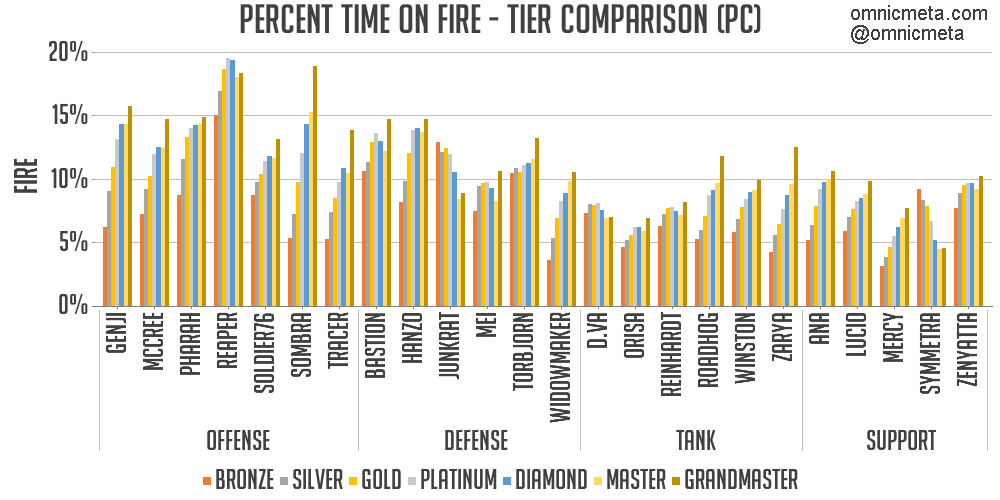 PERCENT TIME ON FIRE - TIER COMPARISON (PC)
omnicmeta.com
@omnicmeta
FIRE
20%
15%
10%
5%
0%
GENJI
MCCREE
PHARAH
REAPER
SOLDIER76
SOMBRA
TRACER
BASTION
HANZO
JUNKRAT
MEI
TORBJORN
WIDOWMAKER
D.VA
ORISA
REINHARDT
ROADHOG
WINSTON
ZARYA
ANA
LUCIO
MERCY
SYMMETRA
ZENYATTA
OFFENSE DEFENSE TANK SUPPORT
BRONZE SILVER GOLD PLATINUM DIAMOND MASTER GRANDMASTER